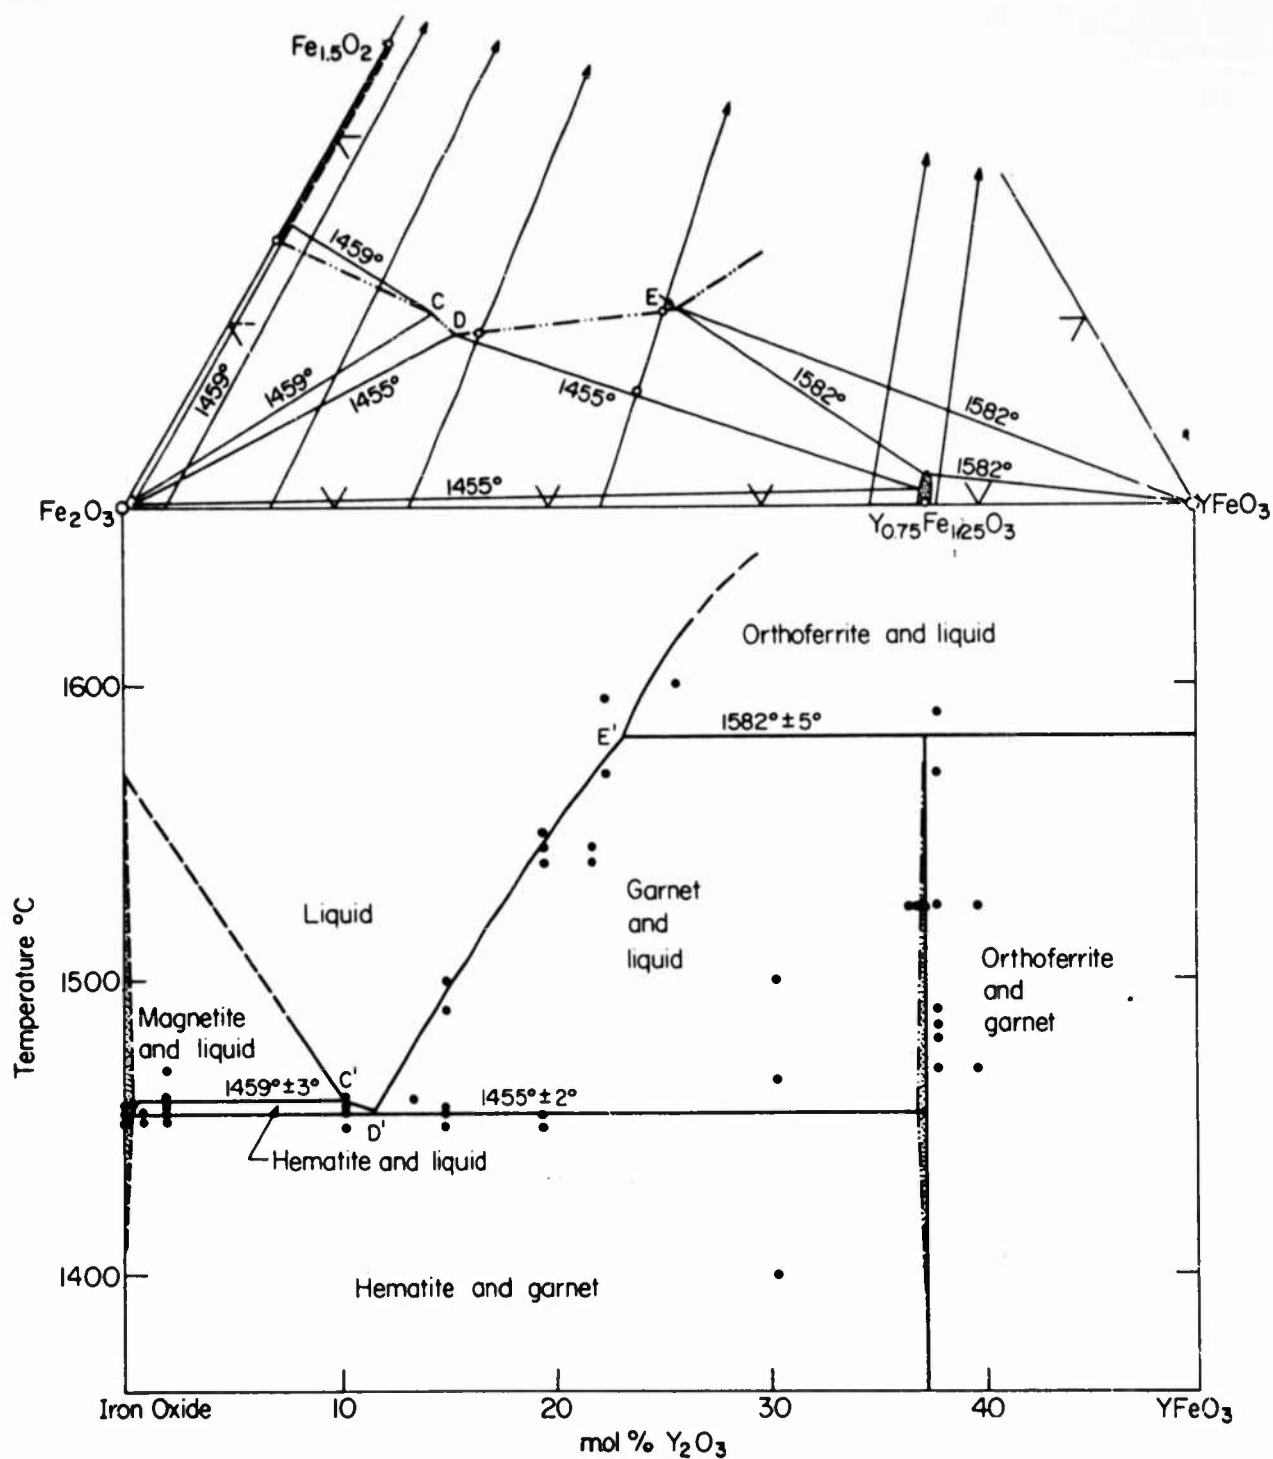 Fe1.5O2
1459°
C
D
E
1459°
1459°
1455°
1455°
1582°
1582°
1582°
1455°
Fe2O3
YFeO3
Y0.75Fe1.25O3
Orthoferrite and liquid
1600
1582° ± 5°
E'
Liquid
Garnet
and
liquid
Temperature °C
1500
Orthoferrite
and
garnet
Magnetite
and liquid
1459° ± 3°
C'
1455° ± 2°
D'
Hematite and liquid
1400
Hematite and garnet
Iron Oxide
10
20
30
40
YFeO3
mol % Y2O3